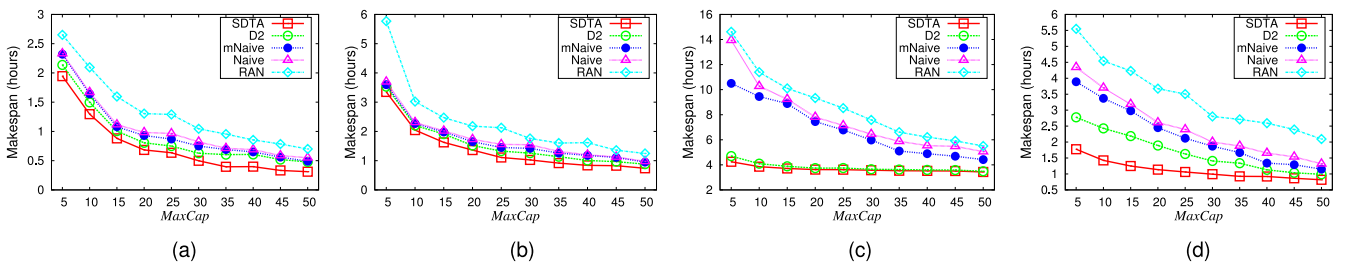 Makespan (hours)
3
2.5
2
1.5
1
0.5
0
5 10 15 20 25 30 35 40 45 50
MaxCap
SDTA
D2
mNaive
Naive
RAN
(a)
Makespan (hours)
6
5
4
3
2
1
0
5 10 15 20 25 30 35 40 45 50
MaxCap
SDTA
D2
mNaive
Naive
RAN
(b)
Makespan (hours)
16
14
12
10
8
6
4
2
5 10 15 20 25 30 35 40 45 50
MaxCap
SDTA
D2
mNaive
Naive
RAN
(c)
Makespan (hours)
6
5.5
5
4.5
4
3.5
3
2.5
2
1.5
1
0.5
5 10 15 20 25 30 35 40 45 50
MaxCap
SDTA
D2
mNaive
Naive
RAN
(d)